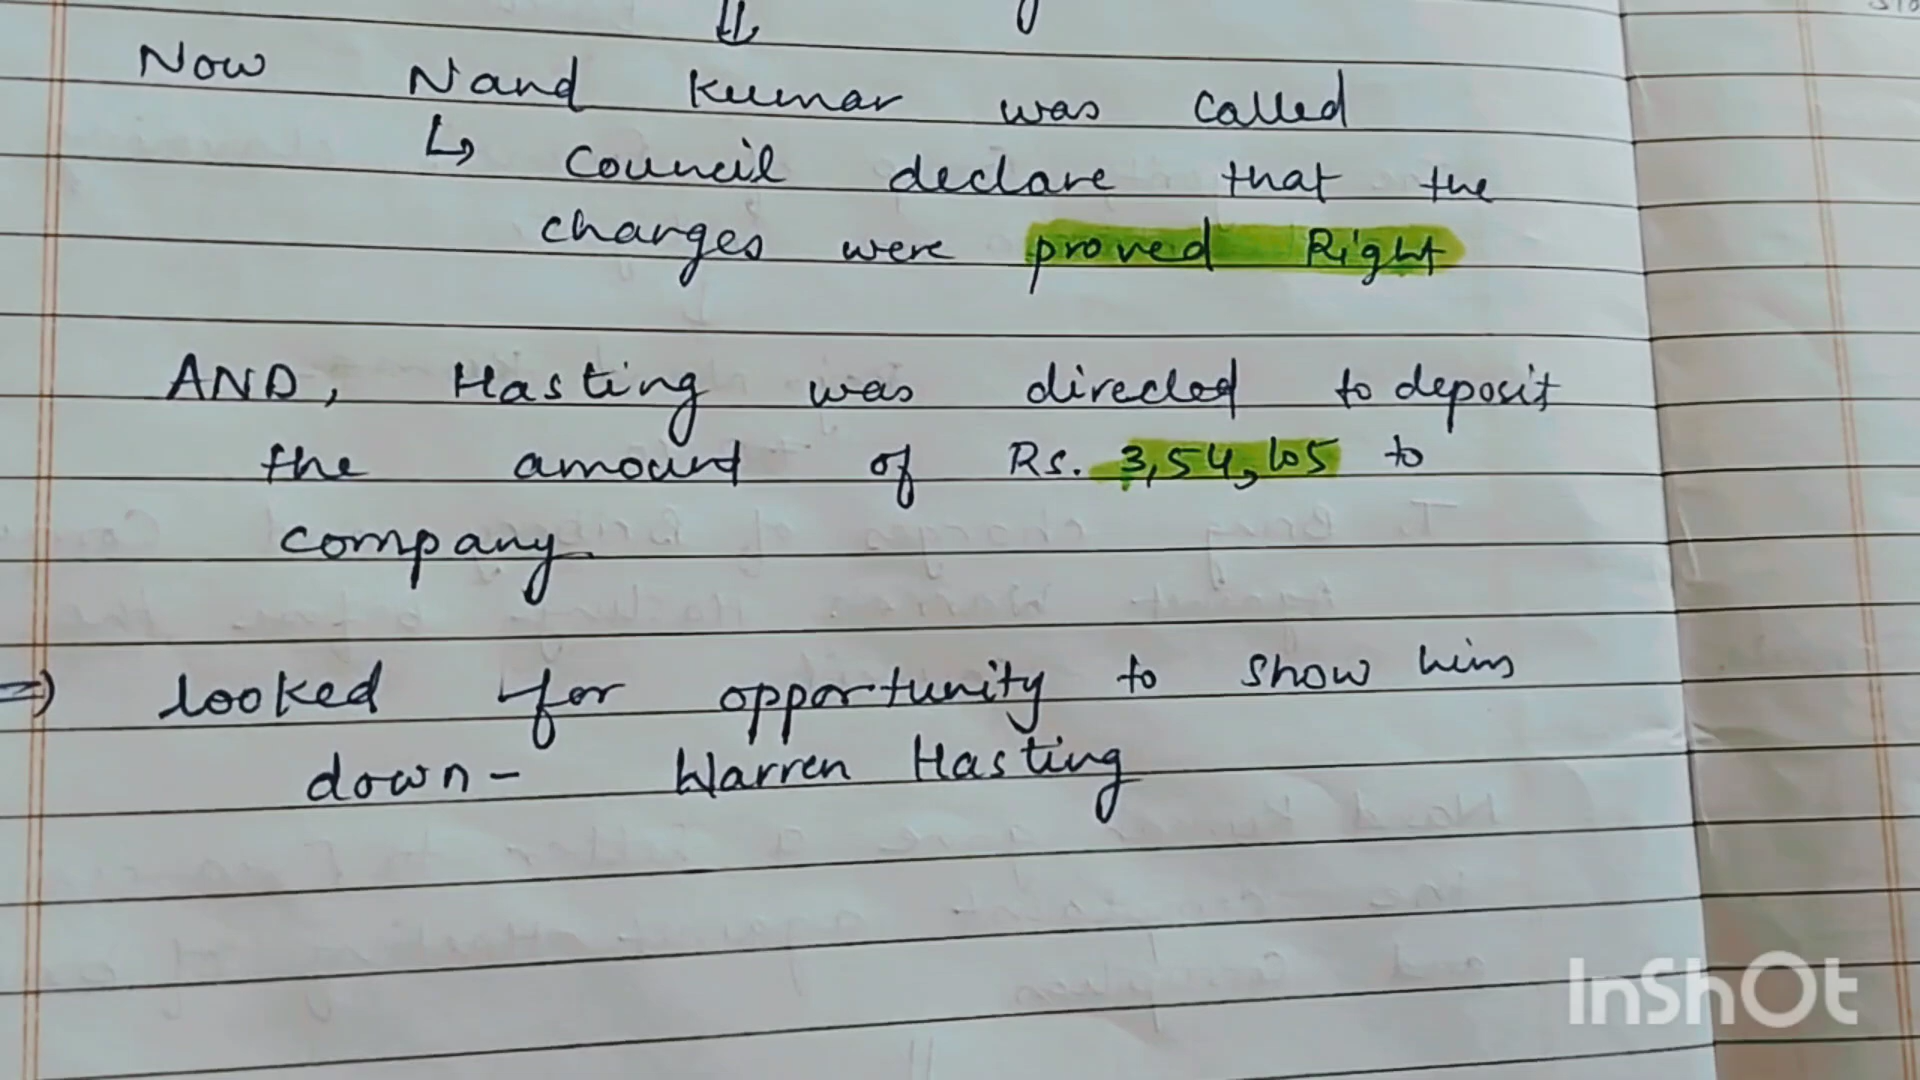 Now Nand Kumar was called
↳ Council declare that the
charges were proved Right
AND, Hasting was directed to deposit
the amount of Rs. 3,54,105 to
company.
⇒ looked for opportunity to show him
down- Warren Hasting
InShOt